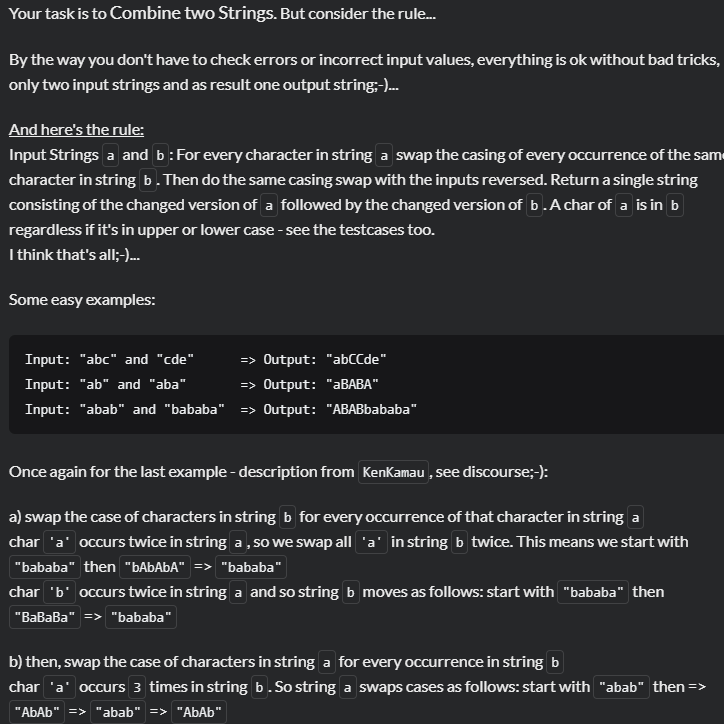 Your task is to Combine two Strings. But consider the rule...
By the way you don't have to check errors or incorrect input values, everything is ok without bad tricks,
only two input strings and as result one output string;-)...
And here's the rule:
Input Strings a and b: For every character in string a swap the casing of every occurrence of the same
character in string b. Then do the same casing swap with the inputs reversed. Return a single string
consisting of the changed version of a followed by the changed version of b. A char of a is in b
regardless if it's in upper or lower case - see the testcases too.
I think that's all;-)...
Some easy examples:
Input: "abc" and "cde"      => Output: "abCCde"
Input: "ab" and "aba"       => Output: "aBABA"
Input: "abab" and "bababa"  => Output: "ABABbababa"
Once again for the last example - description from KenKamau, see discourse;-):
a) swap the case of characters in string b for every occurrence of that character in string a
char 'a' occurs twice in string a, so we swap all 'a' in string b twice. This means we start with
"bababa" then "bAbAbA" => "bababa"
char 'b' occurs twice in string a and so string b moves as follows: start with "bababa" then
"BaBaBa" => "bababa"
b) then, swap the case of characters in string a for every occurrence in string b
char 'a' occurs 3 times in string b. So string a swaps cases as follows: start with "abab" then =>
"AbAb" => "abab" => "AbAb"